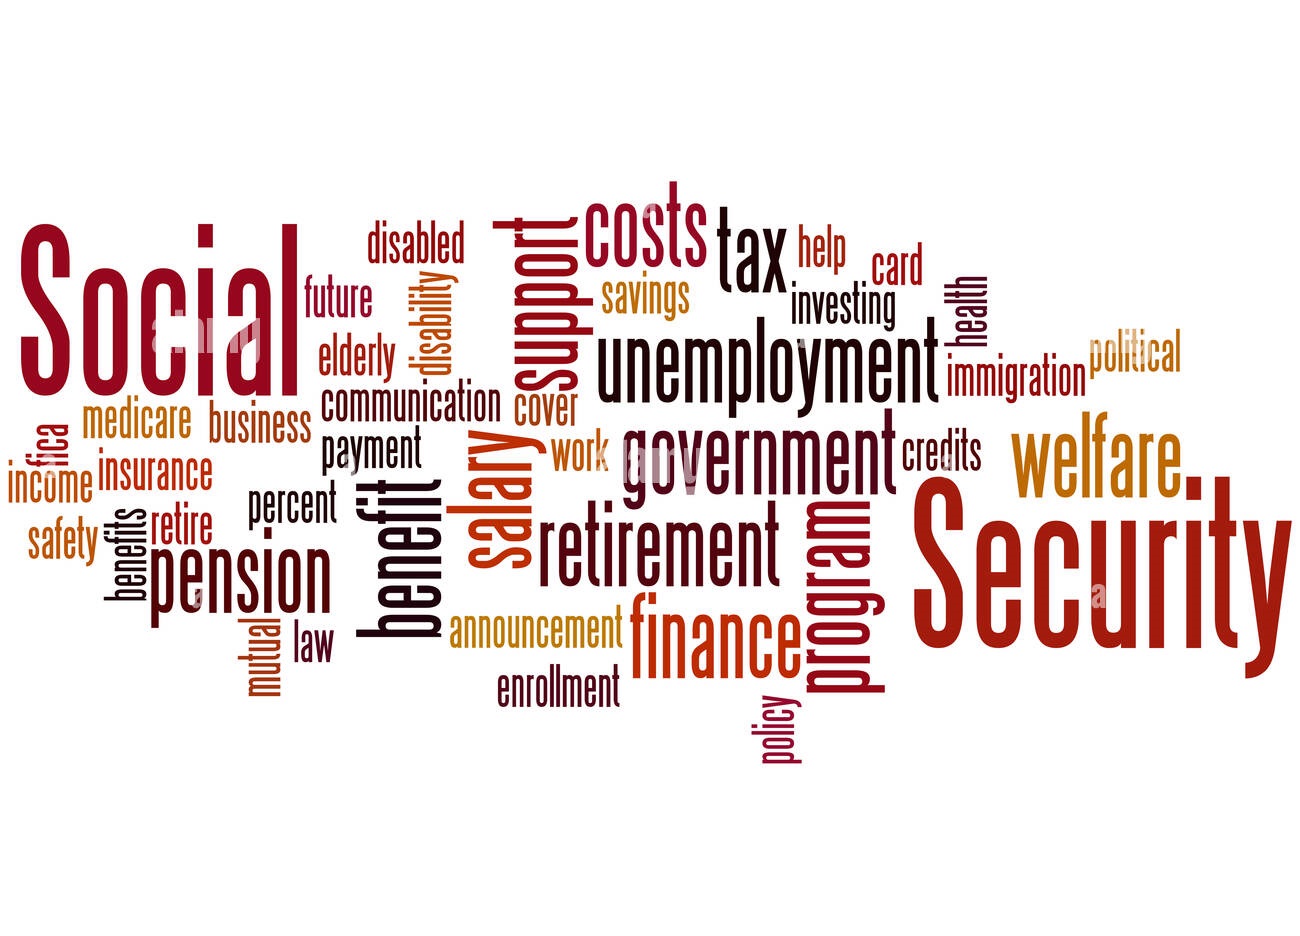 Social
disabled
future
disability
elderly
communication
support
costs
tax
help
card
savings
investing
health
unemployment
immigration
political
medicare
business
cover
fica
income
insurance
payment
salary
work
government
credits
welfare
Security
safety
benefits
retire
percent
benefit
retirement
program
pension
mutual
law
announcement
finance
enrollment
policy